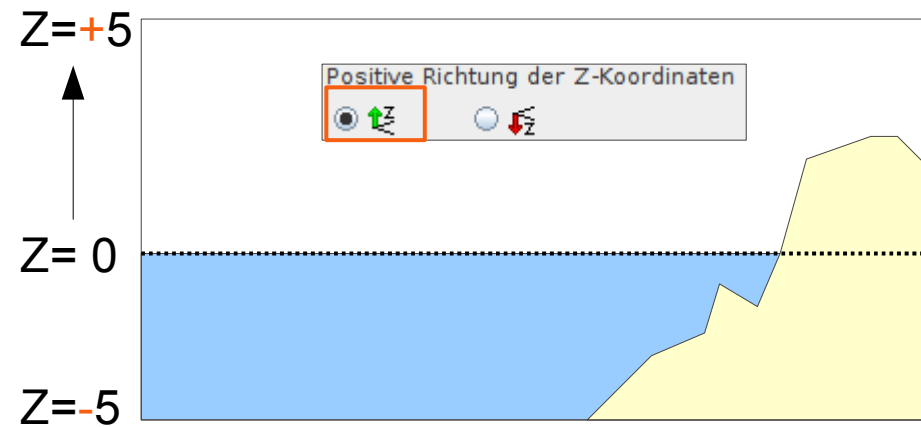 Z=+5
Positive Richtung der Z-Koordinaten
Z
Z
Z= 0
Z=-5